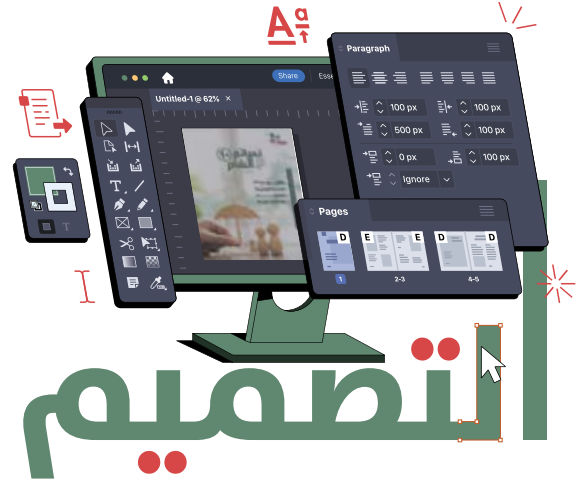 Aa
Paragraph
Share
Untitled-1 @ 62% ×
100 px
100 px
500 px
100 px
0 px
100 px
Ignore
T
T
Pages
D
E
E
D
D
1
2-3
4-5
التصميم